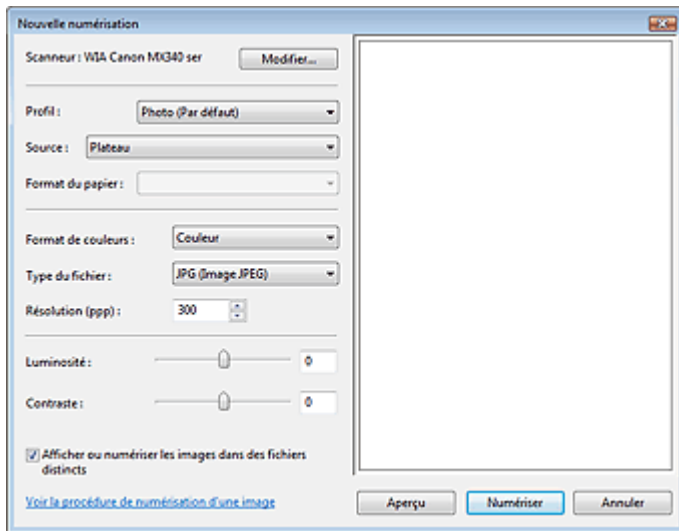 Nouvelle numérisation
Scanneur : WIA Canon MX340 ser
Modifier...
Profil :
Photo (Par défaut)
Source :
Plateau
Format du papier :
Format de couleurs :
Couleur
Type du fichier :
JPG (Image JPEG)
Résolution (ppp) :
300
Luminosité :
0
Contraste :
0
Afficher ou numériser les images dans des fichiers
distincts
Voir la procédure de numérisation d'une image
Aperçu
Numériser
Annuler